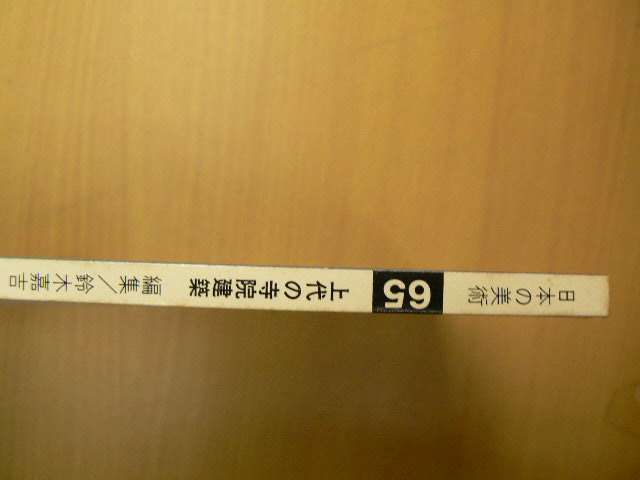 日本の美術
65
上代の寺院建築
編集／鈴木嘉吉